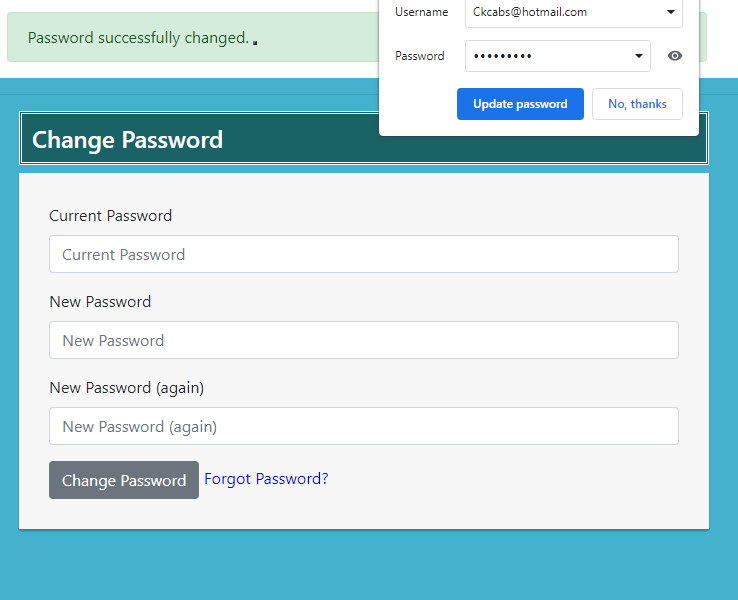 Password successfully changed. .
Username
Ckcabs@hotmail.com
Password
•••••••••
Update password
No, thanks
Change Password
Current Password
Current Password
New Password
New Password
New Password (again)
New Password (again)
Change Password Forgot Password?